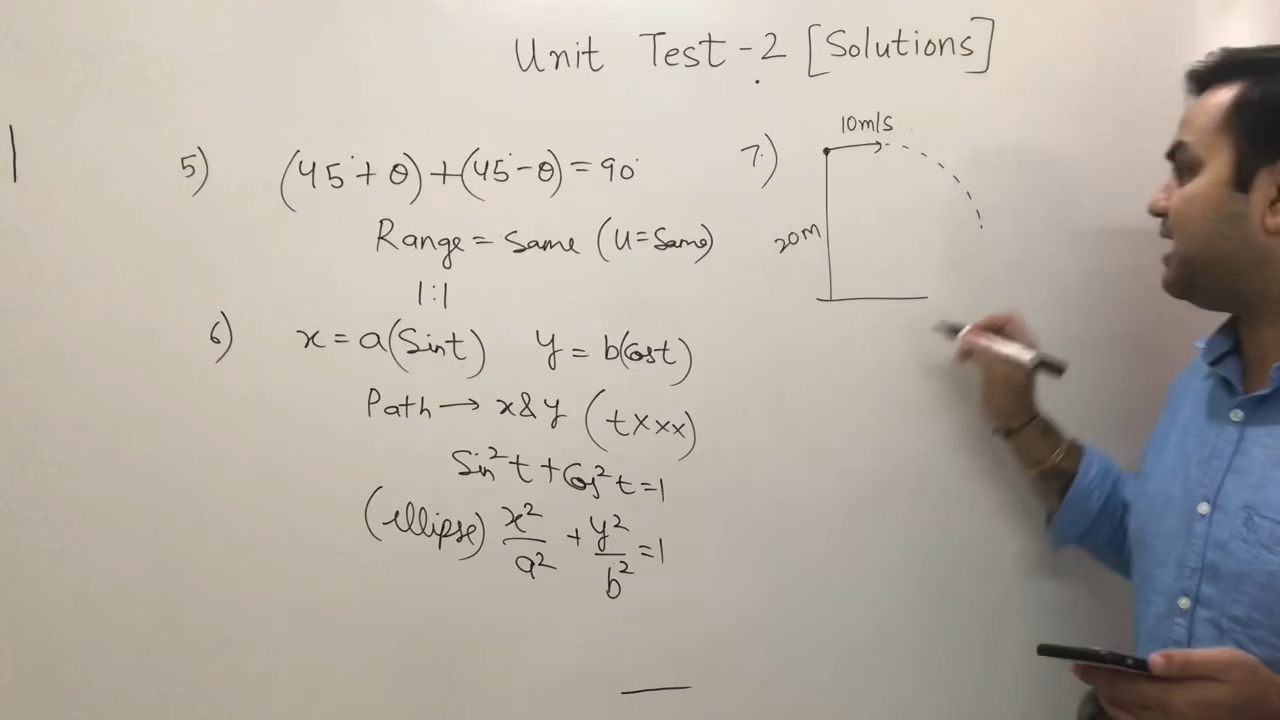 Unit Test - 2 [Solutions]
5) (45°+ θ) + (45°- θ) = 90°
Range = Same (u = Same)
1:1
6) x = a(Sint) y = b(Cost)
Path → x & y (t x x x)
Sin²t + Cos²t = 1
(ellipse) x²/a² + y²/b² = 1
7.) 10m/s
20m